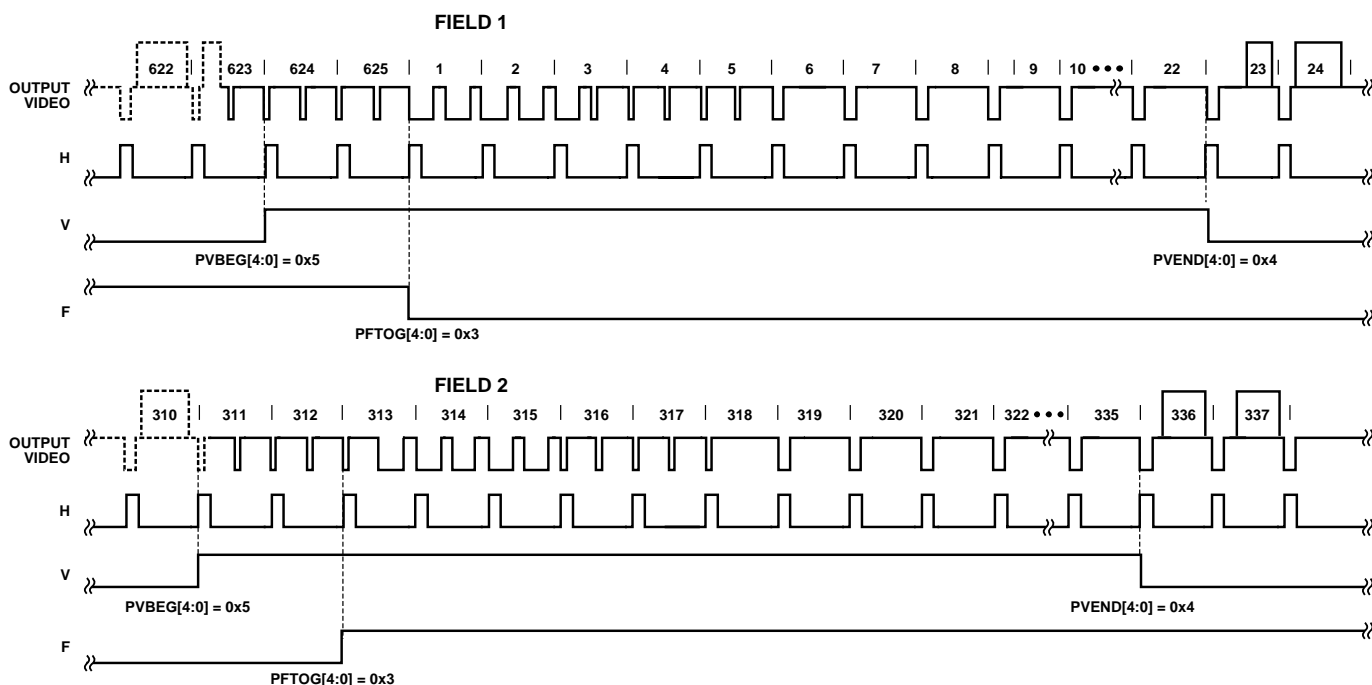 FIELD 1
622 623 624 625 1 2 3 4 5 6 7 8 9 10 ••• 22 23 24
OUTPUT
VIDEO
H
V
PVBEG[4:0] = 0x5 PVEND[4:0] = 0x4
F
PFTOG[4:0] = 0x3
FIELD 2
310 311 312 313 314 315 316 317 318 319 320 321 322 ••• 335 336 337
OUTPUT
VIDEO
H
V
PVBEG[4:0] = 0x5 PVEND[4:0] = 0x4
F
PFTOG[4:0] = 0x3